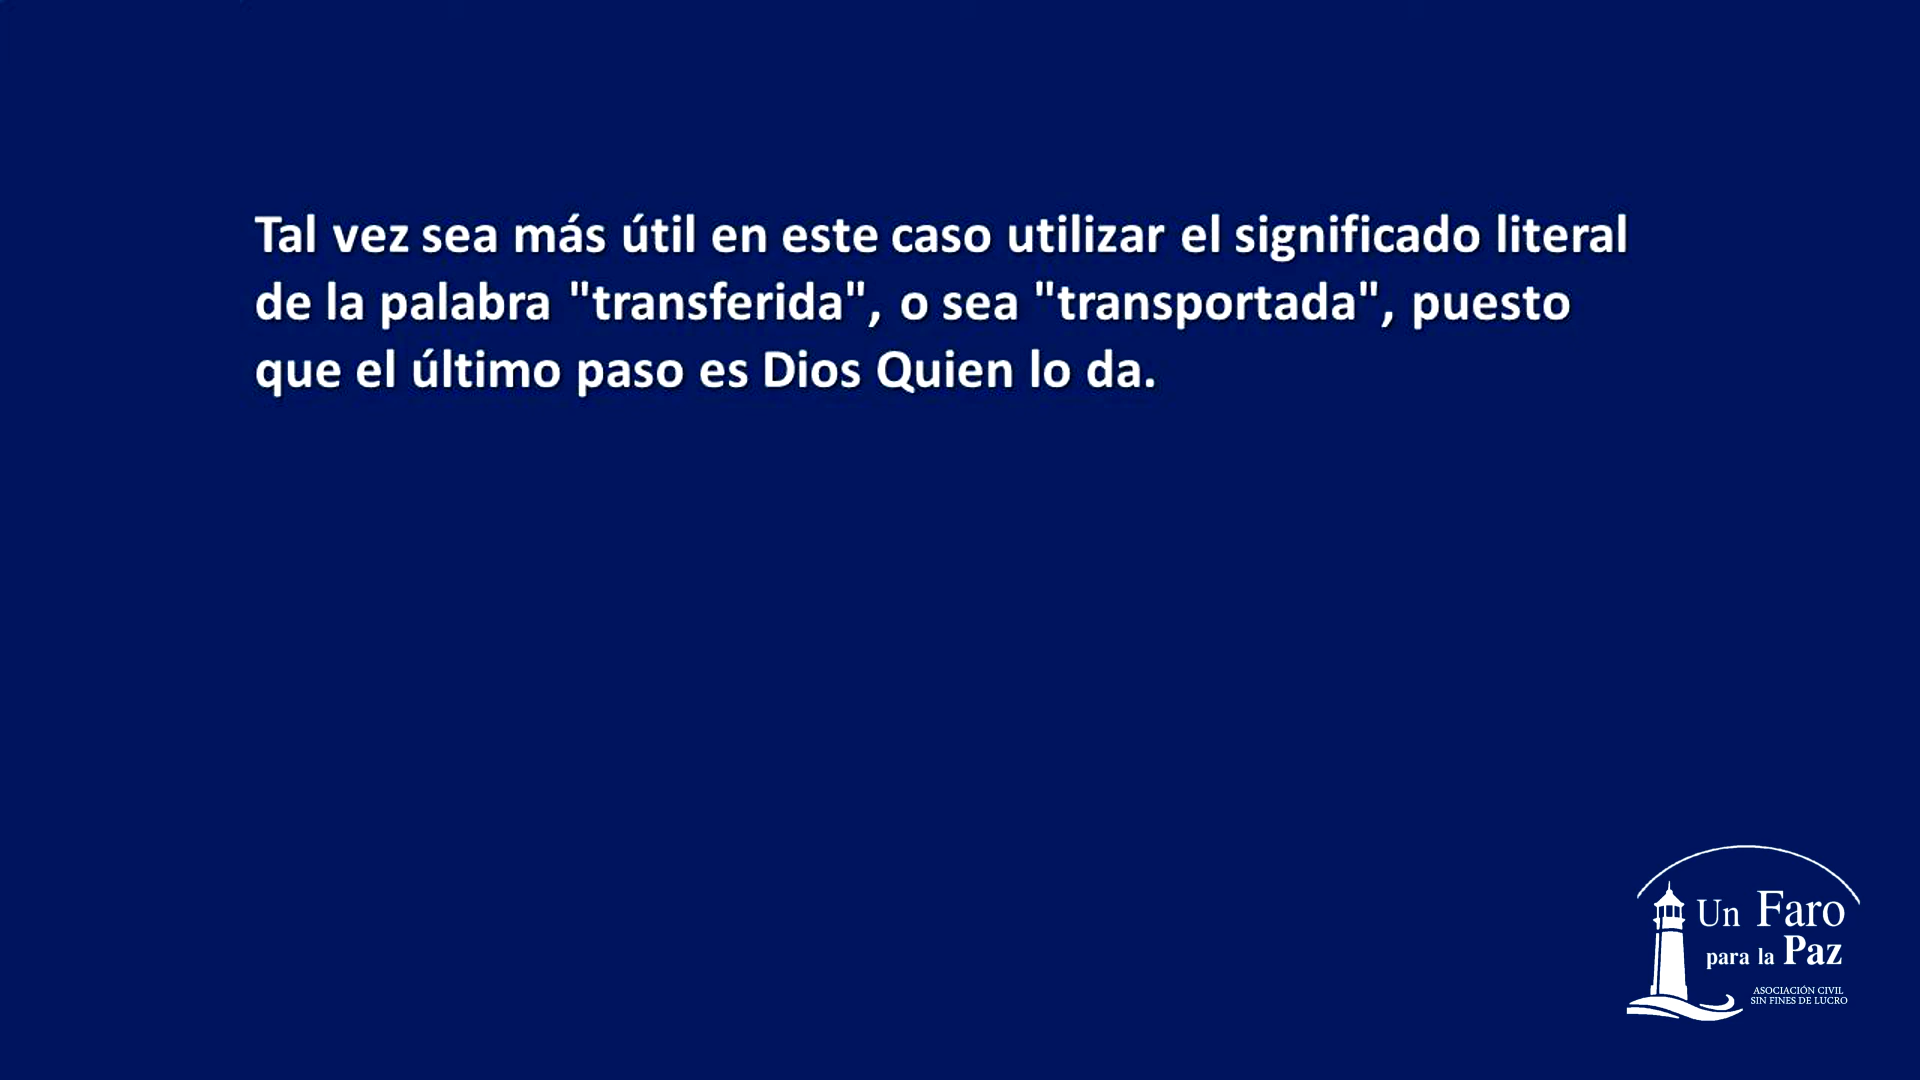 Tal vez sea más útil en este caso utilizar el significado literal
de la palabra "transferida", o sea "transportada", puesto
que el último paso es Dios Quien lo da.
Un Faro
para la Paz
ASOCIACIÓN CIVIL
SIN FINES DE LUCRO